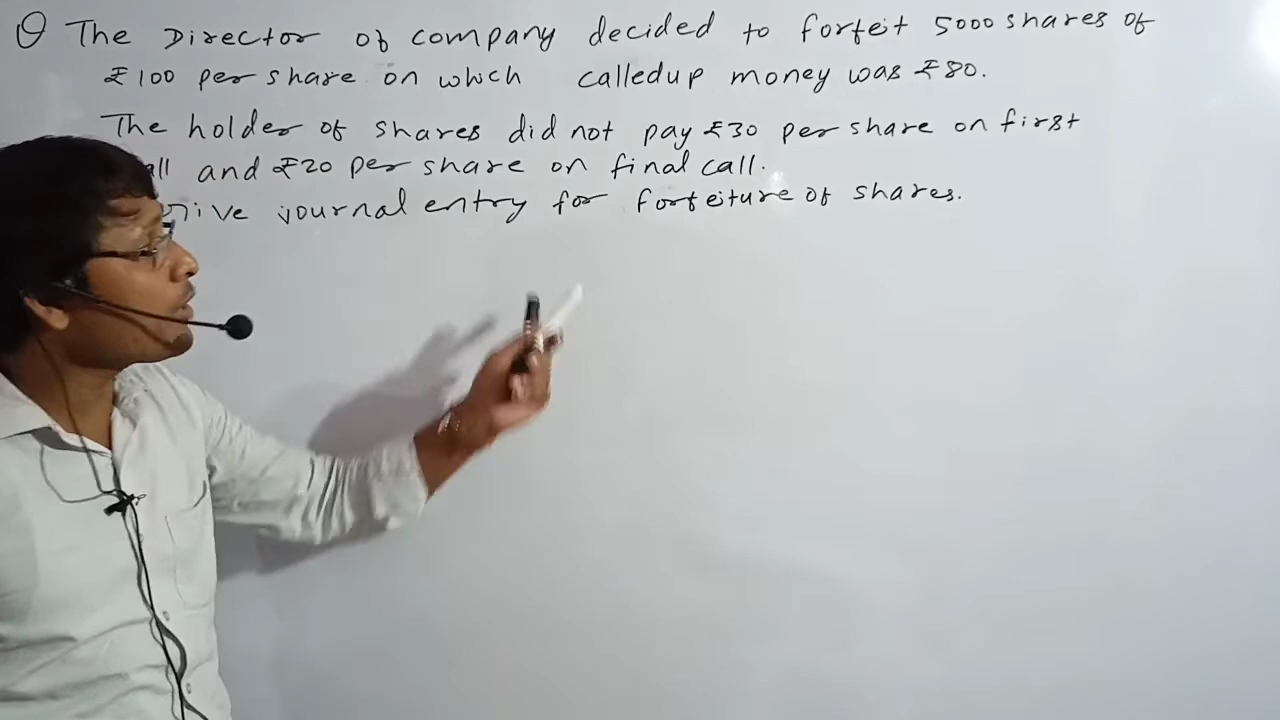 Q The Director of company decided to forfeit 5000 shares of
₹100 per share on which calledup money was ₹80.
The holder of shares did not pay ₹30 per share on first
all and ₹20 per share on final call.
Give journal entry for forfeiture of shares.